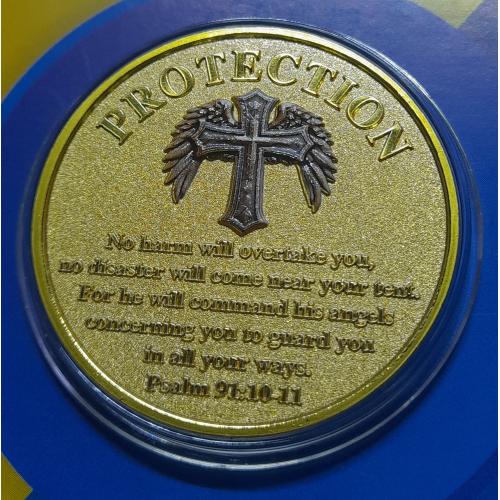 PROTECTION
No harm will overtake you,
no disaster will come near your tent.
For he will command his angels
concerning you to guard you
in all your ways.
Psalm 91:10-11